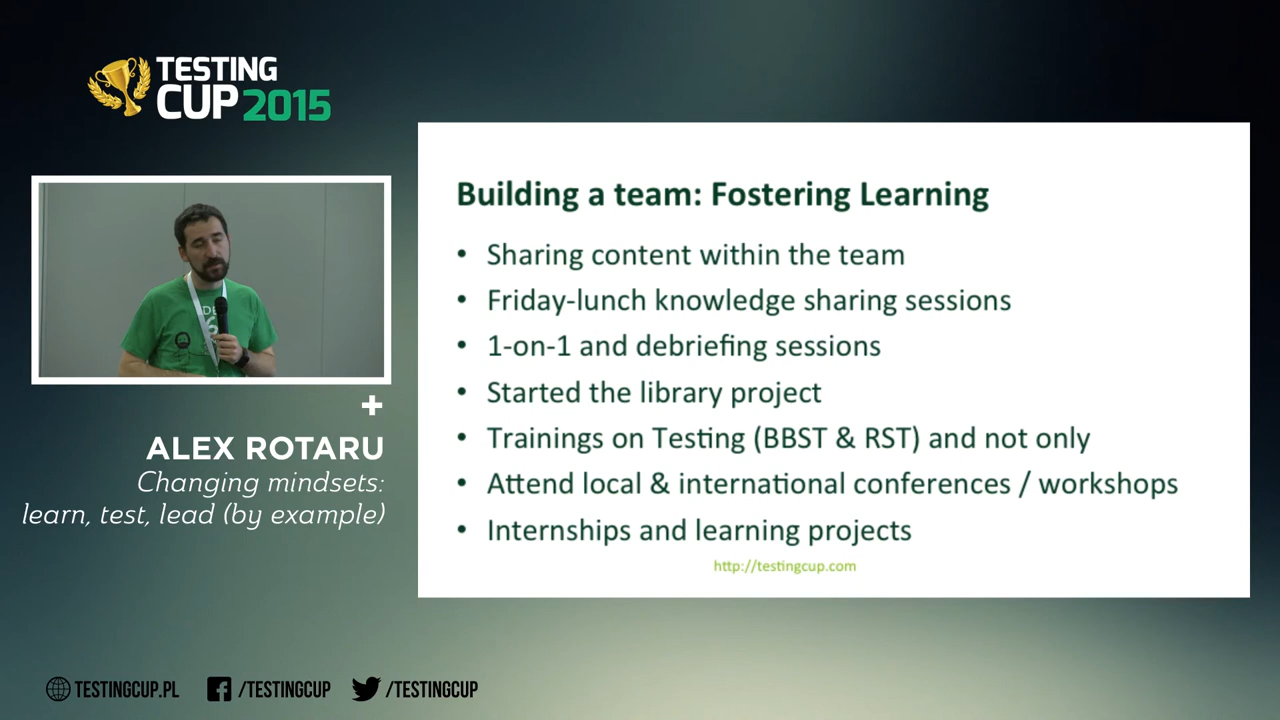 TESTING
CUP 2015
Building a team: Fostering Learning
• Sharing content within the team
• Friday-lunch knowledge sharing sessions
• 1-on-1 and debriefing sessions
• Started the library project
• Trainings on Testing (BBST & RST) and not only
• Attend local & international conferences / workshops
• Internships and learning projects
http://testingcup.com
+
ALEX ROTARU
Changing mindsets:
learn, test, lead (by example)
TESTINGCUP.PL
/TESTINGCUP
/TESTINGCUP